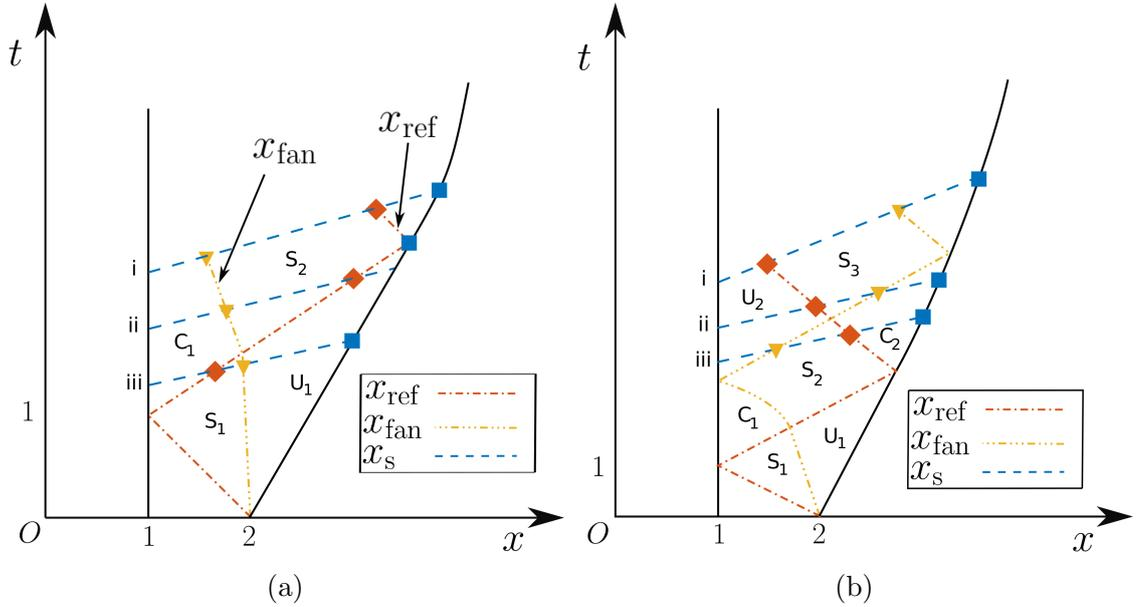 t
x_fan
x_ref
i
S_2
ii
C_1
iii
U_1
1
S_1
x_ref
x_fan
x_s
O
1
2
x
(a)
t
i
S_3
U_2
ii
iii
C_2
S_2
C_1
U_1
1
S_1
x_ref
x_fan
x_s
O
1
2
x
(b)